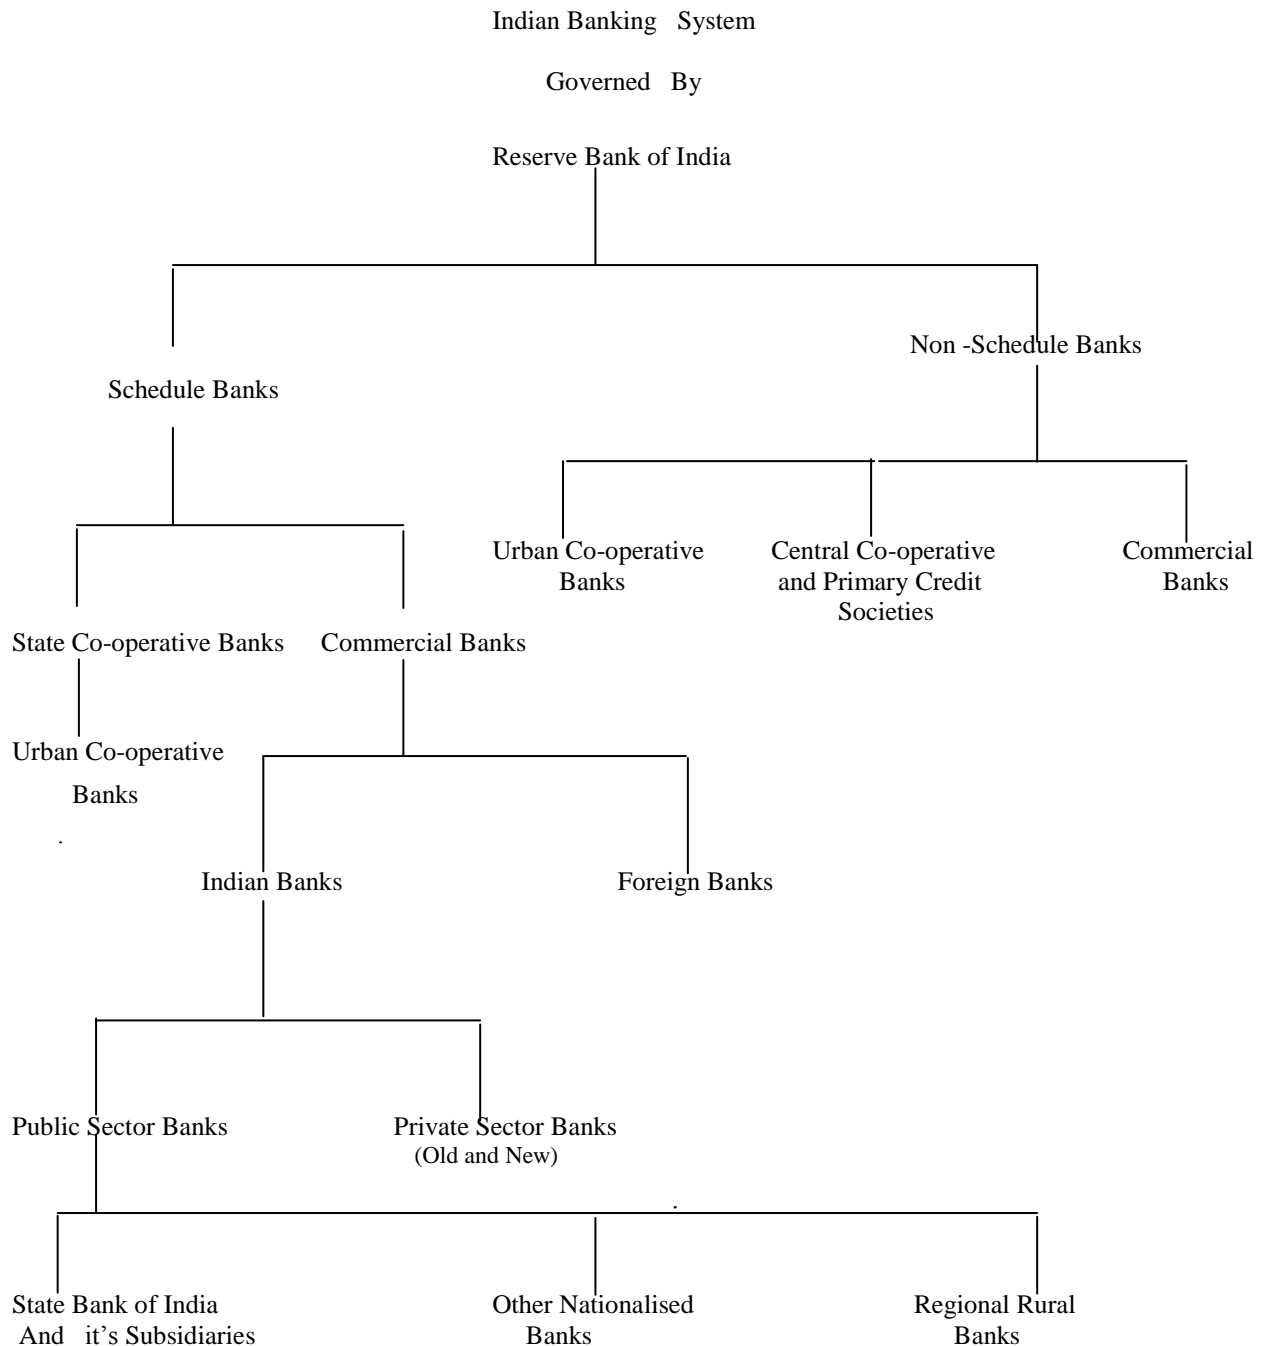 Indian Banking System
Governed By
Reserve Bank of India
Non -Schedule Banks
Schedule Banks
Urban Co-operative
Banks
Central Co-operative
and Primary Credit
Societies
Commercial
Banks
State Co-operative Banks
Commercial Banks
Urban Co-operative
Banks
Indian Banks
Foreign Banks
Public Sector Banks
Private Sector Banks
(Old and New)
State Bank of India
And it’s Subsidiaries
Other Nationalised
Banks
Regional Rural
Banks